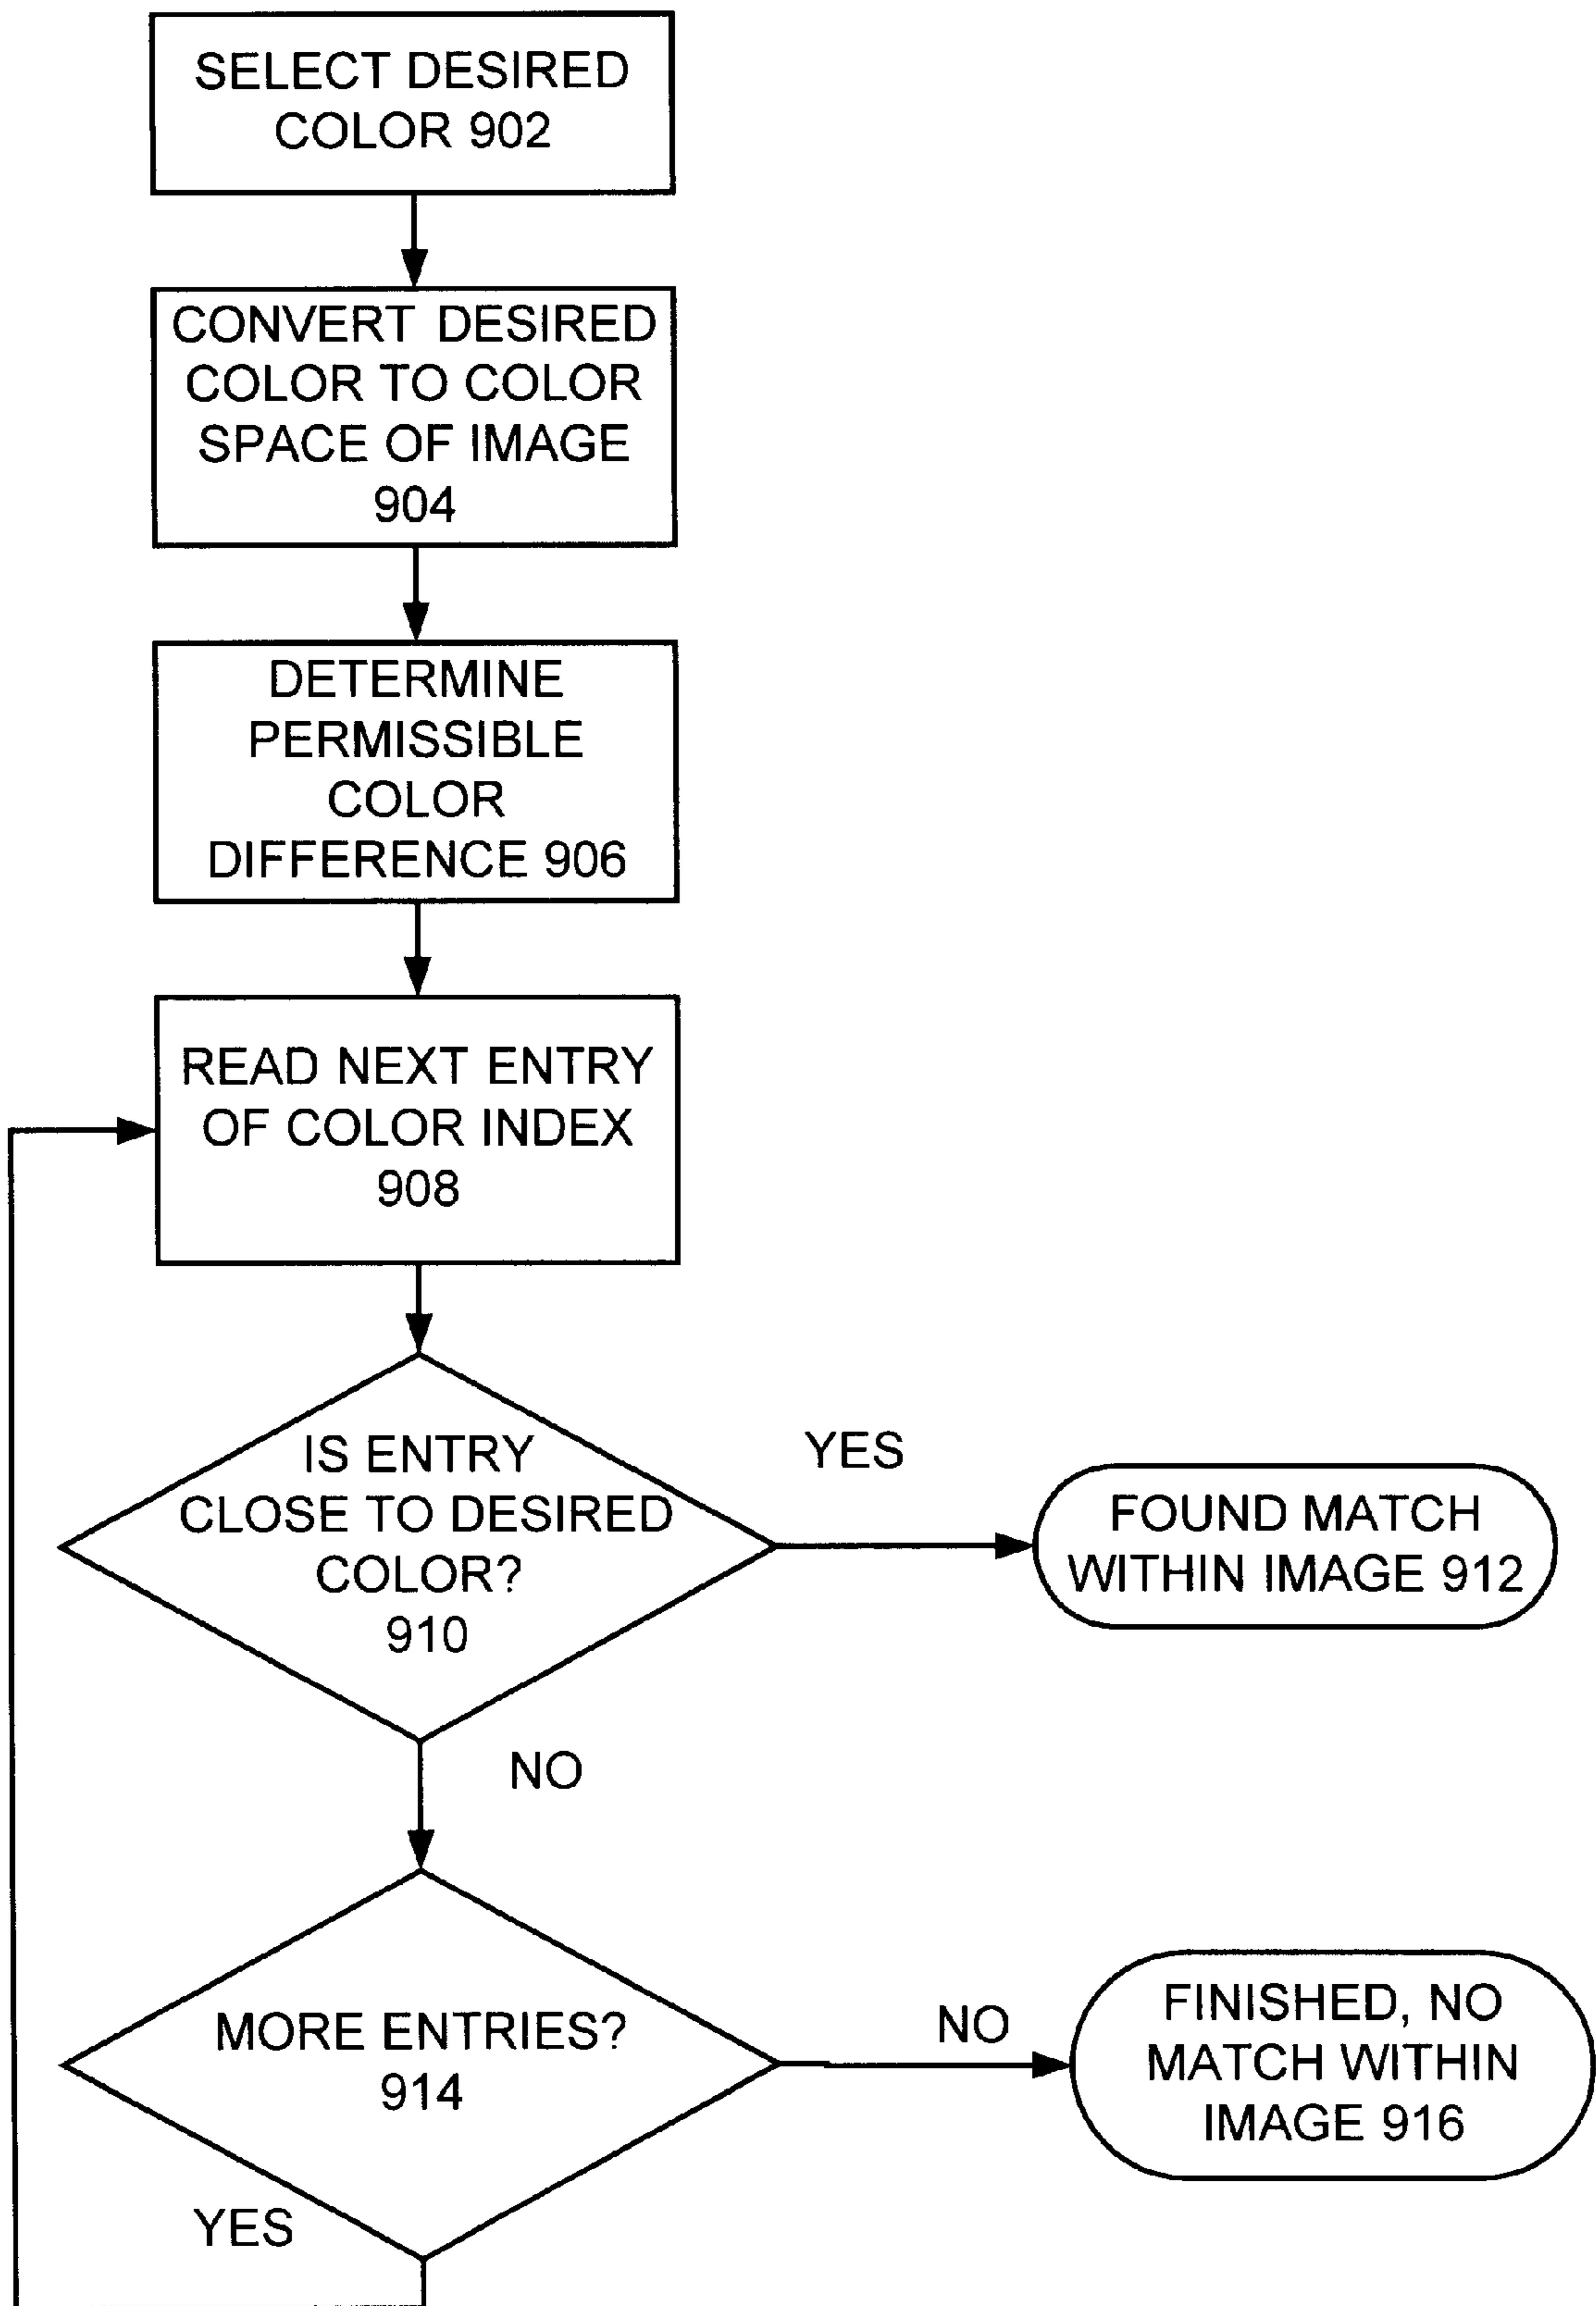 SELECT DESIRED
COLOR 902
CONVERT DESIRED
COLOR TO COLOR
SPACE OF IMAGE
904
DETERMINE
PERMISSIBLE
COLOR
DIFFERENCE 906
READ NEXT ENTRY
OF COLOR INDEX
908
IS ENTRY
CLOSE TO DESIRED
COLOR?
910
YES
FOUND MATCH
WITHIN IMAGE 912
NO
MORE ENTRIES?
914
NO
FINISHED, NO
MATCH WITHIN
IMAGE 916
YES